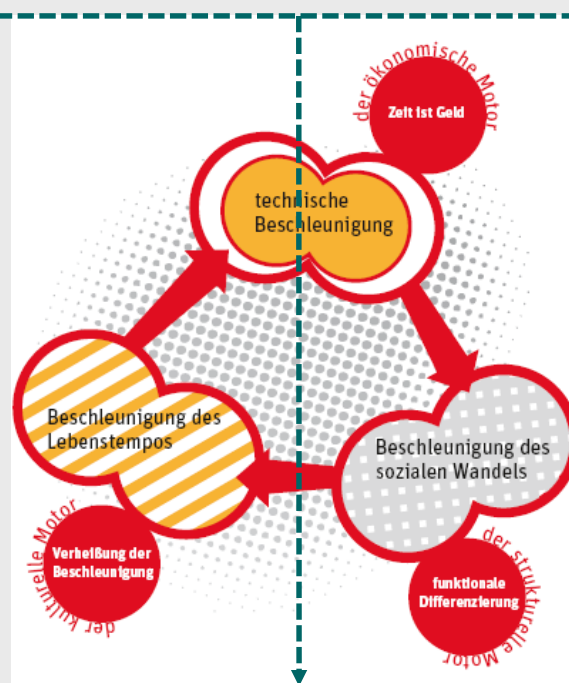 der ökonomische Motor
Zeit ist Geld
technische
Beschleunigung
Beschleunigung des
Lebenstempos
Beschleunigung des
sozialen Wandels
Verheißung der
Beschleunigung
der kulturelle Motor
funktionale
Differenzierung
der strukturelle Motor